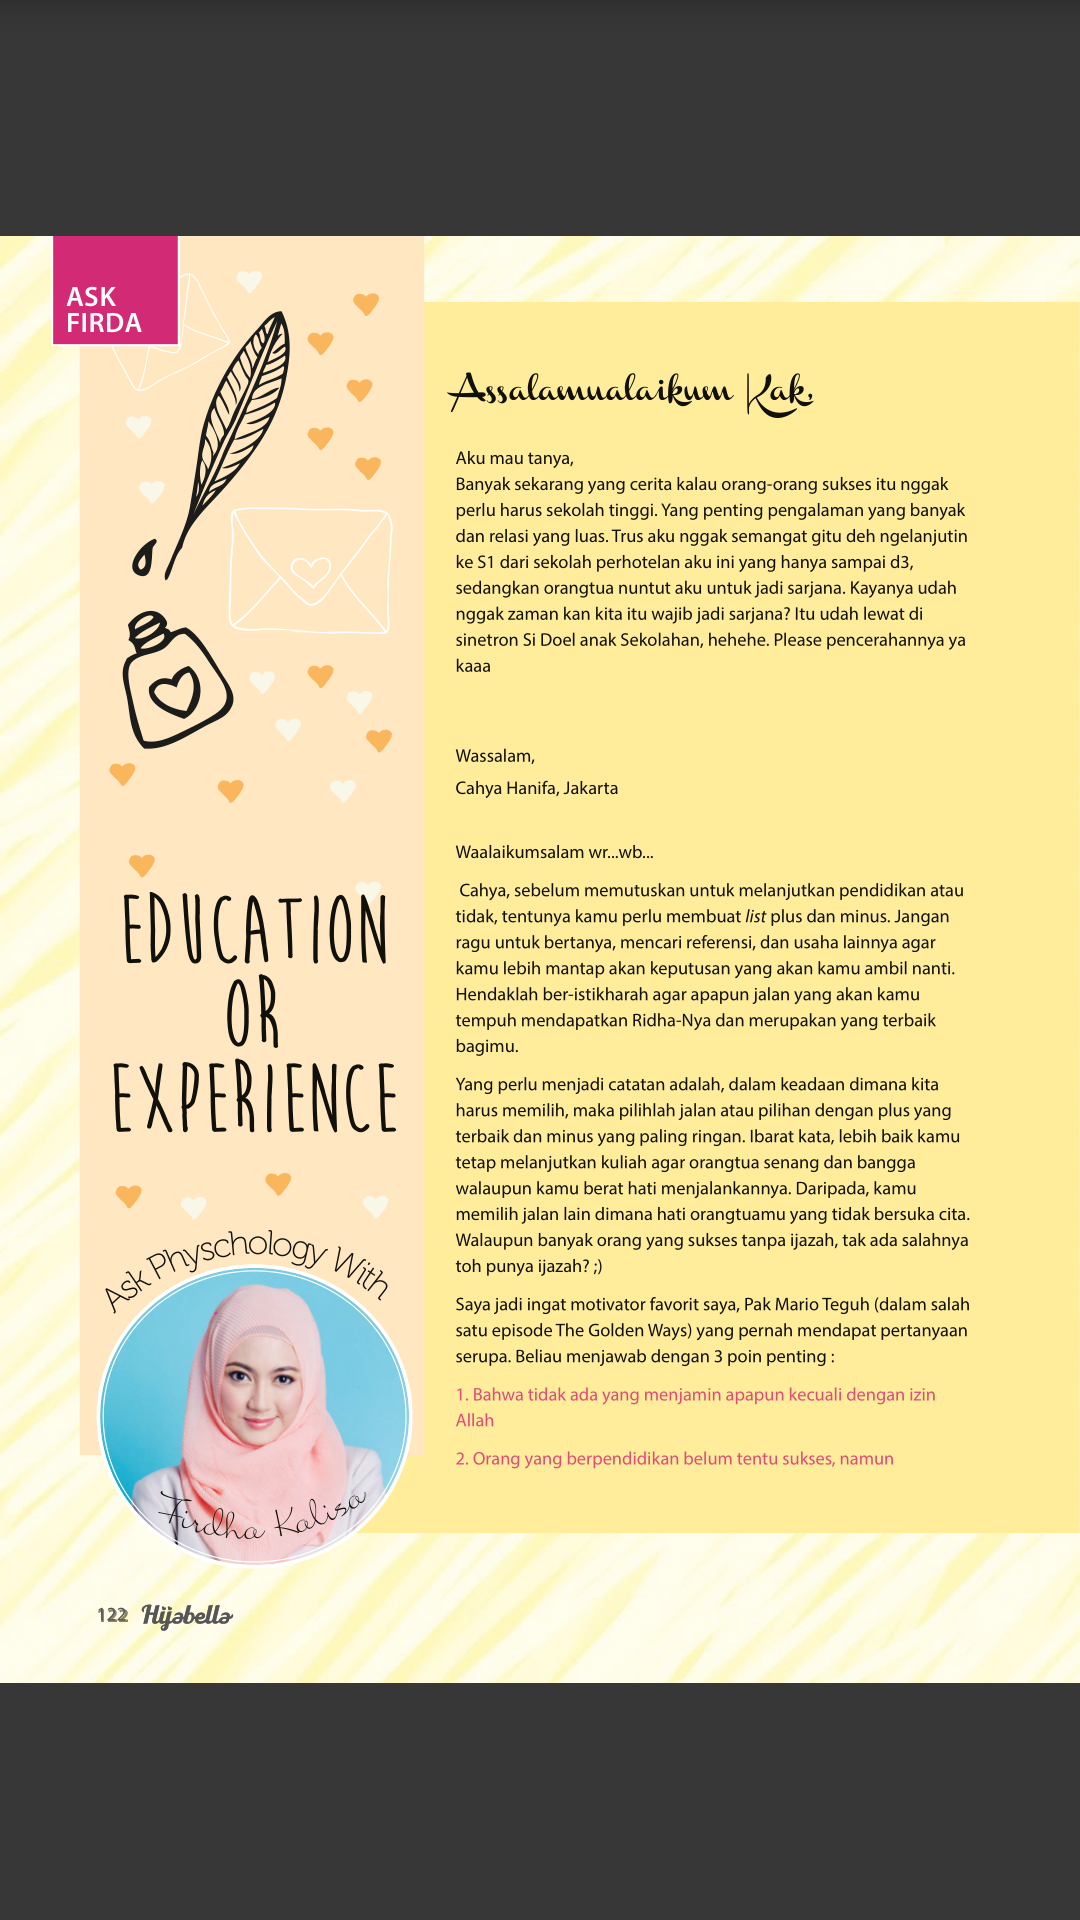 ASK
FIRDA
Assalamualaikum Kak,
Aku mau tanya,
Banyak sekarang yang cerita kalau orang-orang sukses itu nggak
perlu harus sekolah tinggi. Yang penting pengalaman yang banyak
dan relasi yang luas. Trus aku nggak semangat gitu deh ngelanjutin
ke S1 dari sekolah perhotelan aku ini yang hanya sampai d3,
sedangkan orangtua nuntut aku untuk jadi sarjana. Kayanya udah
nggak zaman kan kita itu wajib jadi sarjana? Itu udah lewat di
sinetron Si Doel anak Sekolahan, hehehe. Please pencerahannya ya
kaaa
Wassalam,
Cahya Hanifa, Jakarta
Waalaikumsalam wr...wb...
Cahya, sebelum memutuskan untuk melanjutkan pendidikan atau
tidak, tentunya kamu perlu membuat list plus dan minus. Jangan
ragu untuk bertanya, mencari referensi, dan usaha lainnya agar
kamu lebih mantap akan keputusan yang akan kamu ambil nanti.
Hendaklah ber-istikharah agar apapun jalan yang akan kamu
tempuh mendapatkan Ridha-Nya dan merupakan yang terbaik
bagimu.
Yang perlu menjadi catatan adalah, dalam keadaan dimana kita
harus memilih, maka pilihlah jalan atau pilihan dengan plus yang
terbaik dan minus yang paling ringan. Ibarat kata, lebih baik kamu
tetap melanjutkan kuliah agar orangtua senang dan bangga
walaupun kamu berat hati menjalankannya. Daripada, kamu
memilih jalan lain dimana hati orangtuamu yang tidak bersuka cita.
Walaupun banyak orang yang sukses tanpa ijazah, tak ada salahnya
toh punya ijazah? ;)
Saya jadi ingat motivator favorit saya, Pak Mario Teguh (dalam salah
satu episode The Golden Ways) yang pernah mendapat pertanyaan
serupa. Beliau menjawab dengan 3 poin penting :
1. Bahwa tidak ada yang menjamin apapun kecuali dengan izin
Allah
2. Orang yang berpendidikan belum tentu sukses, namun
EDUCATION
OR
EXPERIENCE
Ask Physchology With
Firdha Kalisa
122 Hijabella